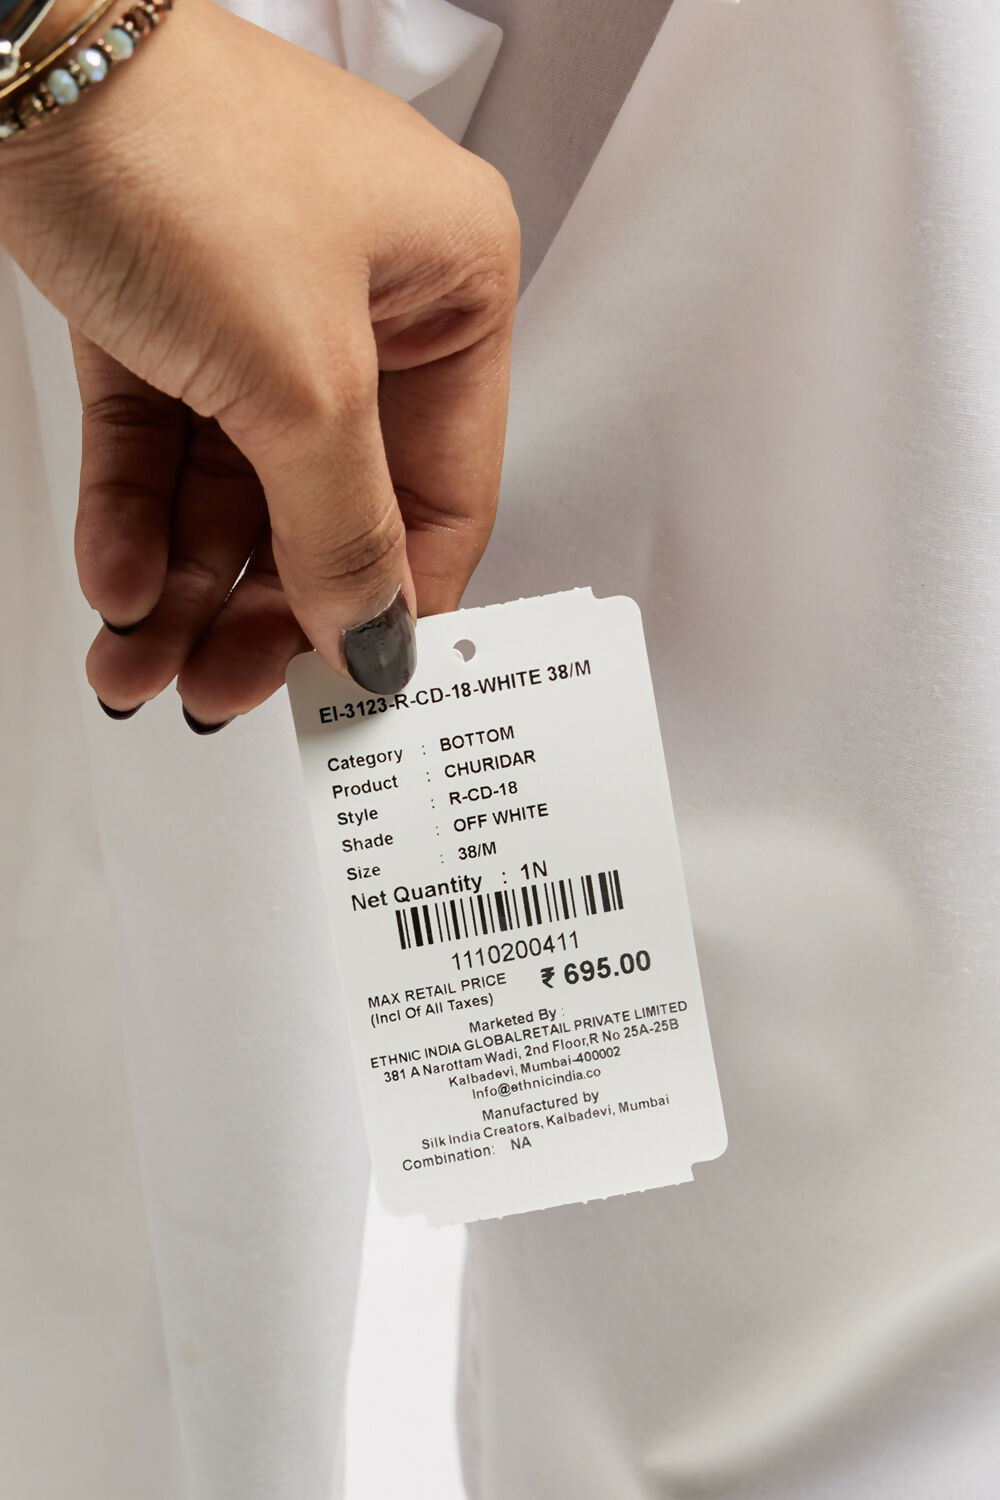 EI-3123-R-CD-18-WHITE 38/M
Category : BOTTOM
Product : CHURIDAR
Style : R-CD-18
Shade : OFF WHITE
Size : 38/M
Net Quantity : 1N
1110200411
MAX RETAIL PRICE ₹ 695.00
(Incl Of All Taxes)
Marketed By :
ETHNIC INDIA GLOBALRETAIL PRIVATE LIMITED
381 A Narottam Wadi, 2nd Floor,R No 25A-25B
Kalbadevi, Mumbai-400002
Info@ethnicindia.co
Manufactured by
Silk India Creators, Kalbadevi, Mumbai
Combination: NA